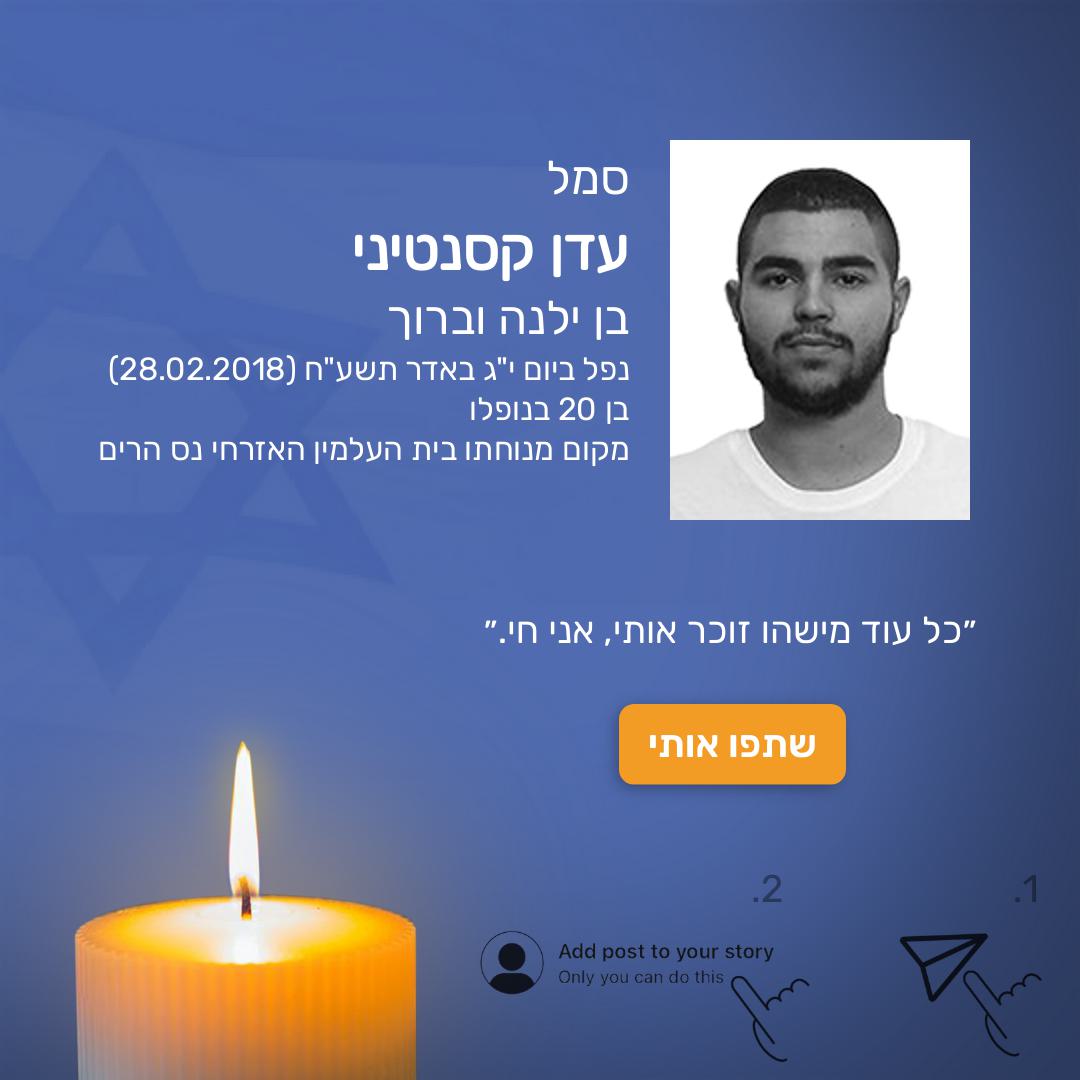 סמל
עדן קסנטיני
בן ילנה וברוך
נפל ביום י"ג באדר תשע"ח (28.02.2018)
בן 20 בנופלו
מקום מנוחתו בית העלמין האזרחי נס הרים
״כל עוד מישהו זוכר אותי, אני חי.״
שתפו אותי
.1
.2
Add post to your story
Only you can do this